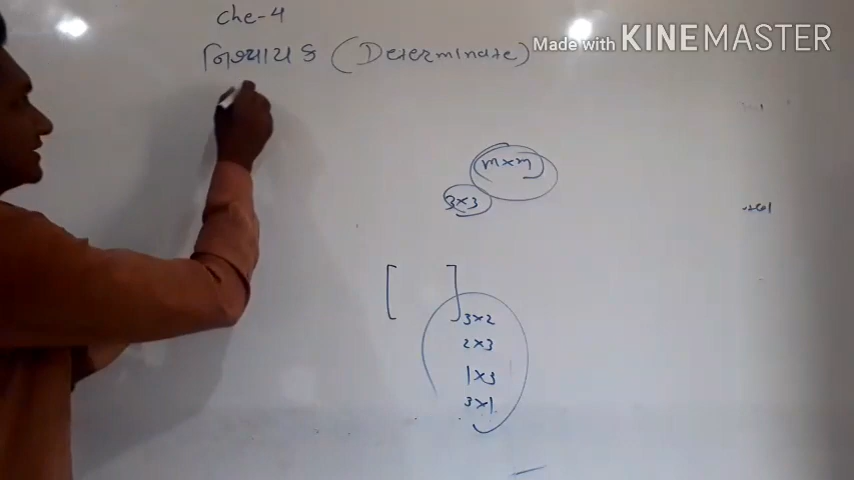 Che-4
નિશ્ચાયક (Determinate)
Made with KINEMASTER
m×m
3×3
[ ] 3×2
2×3
1×3
3×1